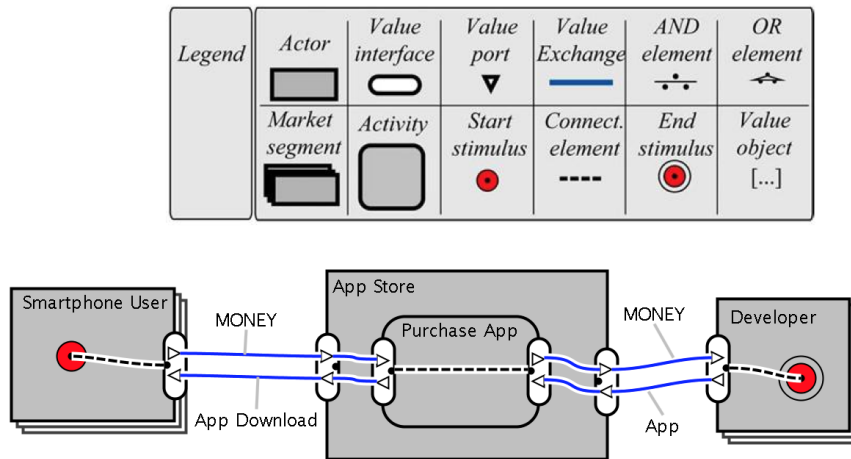 Legend
Actor
Value
interface
Value
port
Value
Exchange
AND
element
OR
element
Market
segment
Activity
Start
stimulus
Connect.
element
End
stimulus
Value
object
[...]
Smartphone User
MONEY
App Download
App Store
Purchase App
MONEY
App
Developer